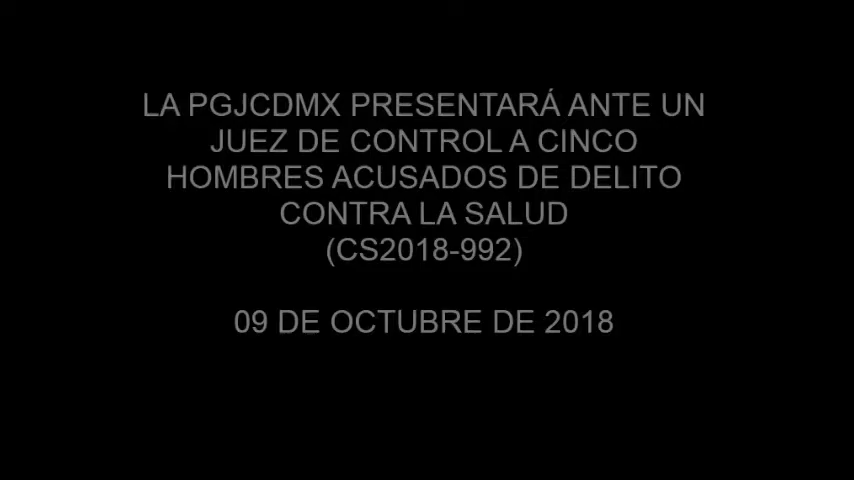 LA PGJCDMX PRESENTARÁ ANTE UN
JUEZ DE CONTROL A CINCO
HOMBRES ACUSADOS DE DELITO
CONTRA LA SALUD
(CS2018-992)
09 DE OCTUBRE DE 2018